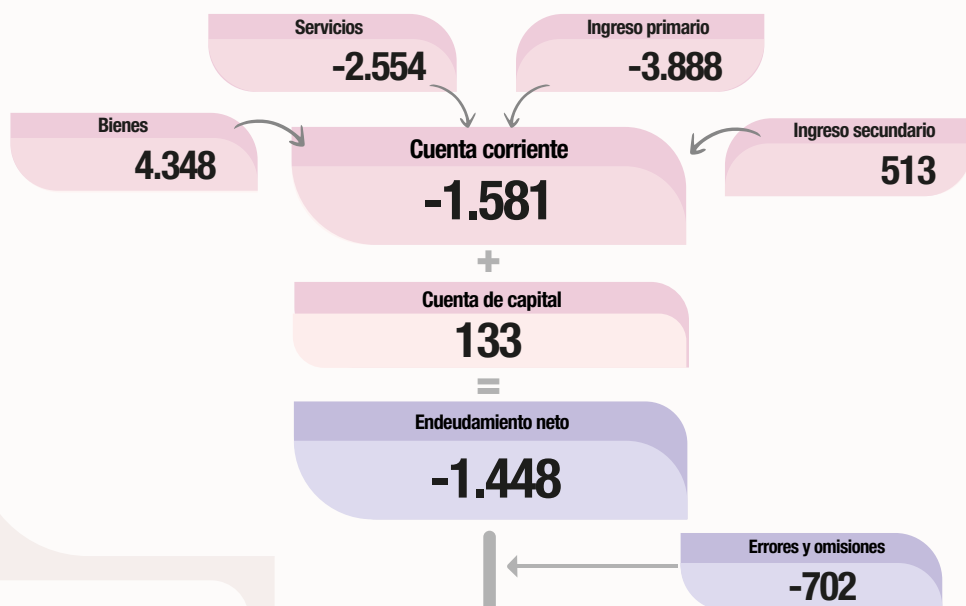 Servicios
-2.554
Ingreso primario
-3.888
Bienes
4.348
Cuenta corriente
-1.581
Ingreso secundario
513
+
Cuenta de capital
133
=
Endeudamiento neto
-1.448
Errores y omisiones
-702